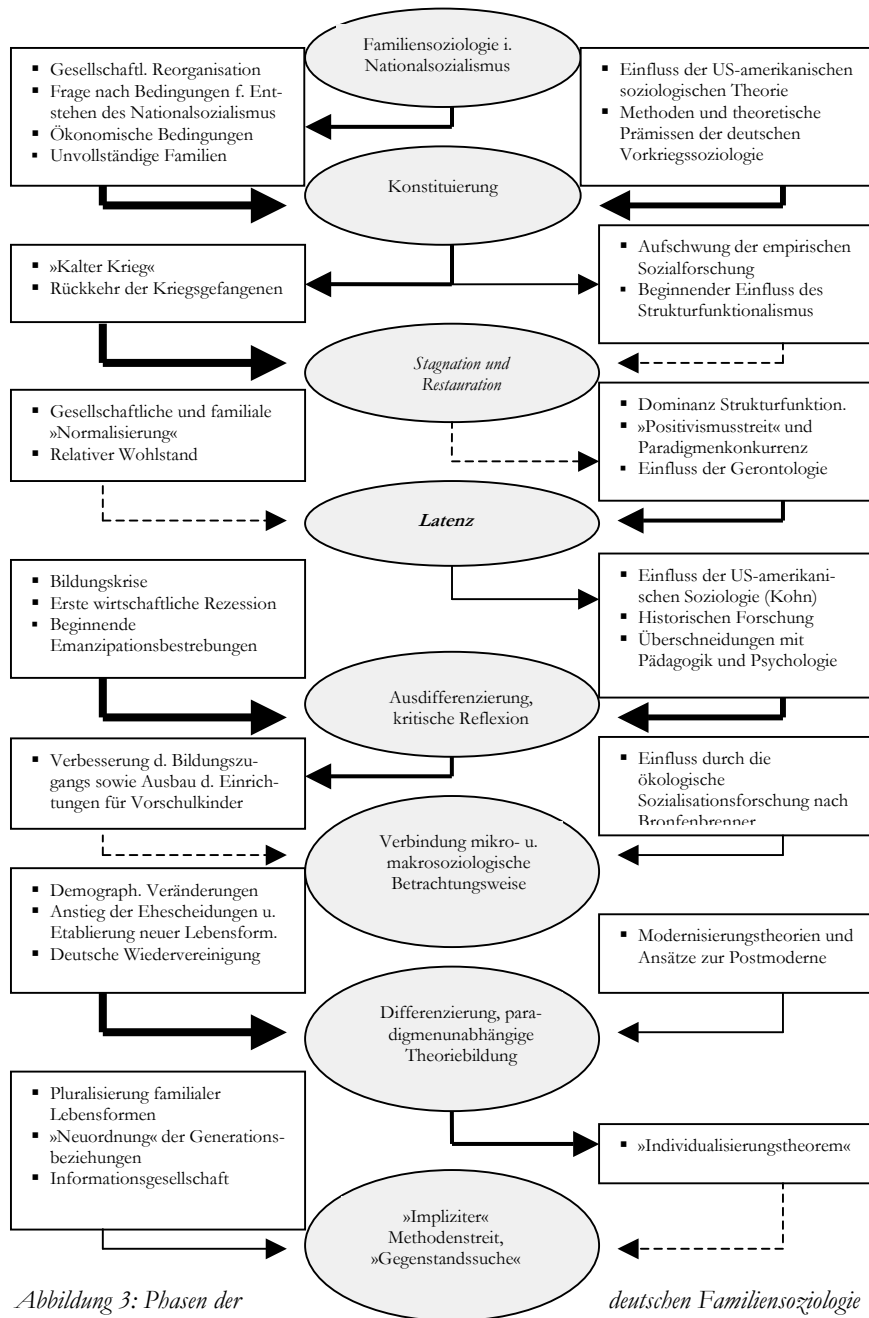 Familiensoziologie i.
Nationalsozialismus
▪ Gesellschaftl. Reorganisation
▪ Frage nach Bedingungen f. Ent-
stehen des Nationalsozialismus
▪ Ökonomische Bedingungen
▪ Unvollständige Familien
▪ Einfluss der US-amerikanischen
soziologischen Theorie
▪ Methoden und theoretische
Prämissen der deutschen
Vorkriegssoziologie
Konstituierung
▪ »Kalter Krieg«
▪ Rückkehr der Kriegsgefangenen
▪ Aufschwung der empirischen
Sozialforschung
▪ Beginnender Einfluss des
Strukturfunktionalismus
Stagnation und
Restauration
▪ Gesellschaftliche und familiale
»Normalisierung«
▪ Relativer Wohlstand
▪ Dominanz Strukturfunktion.
▪ »Positivismusstreit« und
Paradigmenkonkurrenz
▪ Einfluss der Gerontologie
Latenz
▪ Bildungskrise
▪ Erste wirtschaftliche Rezession
▪ Beginnende
Emanzipationsbestrebungen
▪ Einfluss der US-amerikani-
schen Soziologie (Kohn)
▪ Historischen Forschung
▪ Überschneidungen mit
Pädagogik und Psychologie
Ausdifferenzierung,
kritische Reflexion
▪ Verbesserung d. Bildungszu-
gangs sowie Ausbau d. Einrich-
tungen für Vorschulkinder
▪ Einfluss durch die
ökologische
Sozialisationsforschung nach
Bronfenbrenner
Verbindung mikro- u.
makrosoziologische
Betrachtungsweise
▪ Demograph. Veränderungen
▪ Anstieg der Ehescheidungen u.
Etablierung neuer Lebensform.
▪ Deutsche Wiedervereinigung
▪ Modernisierungstheorien und
Ansätze zur Postmoderne
Differenzierung, para-
digmenunabhängige
Theoriebildung
▪ Pluralisierung familialer
Lebensformen
▪ »Neuordnung« der Generations-
beziehungen
▪ Informationsgesellschaft
▪ »Individualisierungstheorem«
»Impliziter«
Methodenstreit,
»Gegenstandssuche«
Abbildung 3: Phasen der deutschen Familiensoziologie